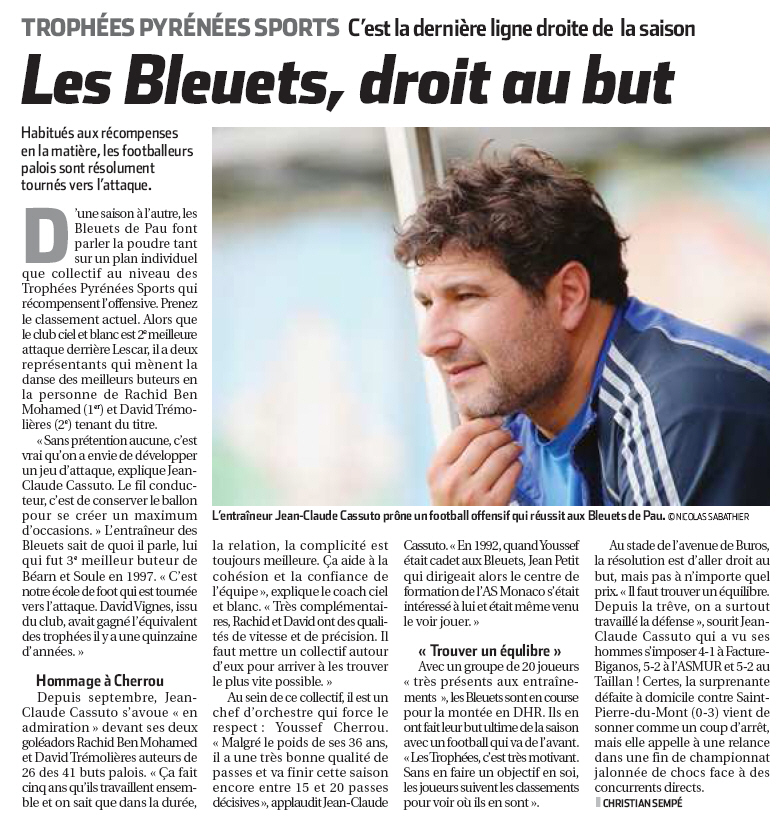 TROPHÉES PYRÉNÉES SPORTS C'est la dernière ligne droite de la saison
Les Bleuets, droit au but
Habitués aux récompenses
en la matière, les footballeurs
palois sont résolument
tournés vers l'attaque.
D'une saison à l'autre, les
Bleuets de Pau font
parler la poudre tant
sur un plan individuel
que collectif au niveau des
Trophées Pyrénées Sports qui
récompensent l'offensive. Prenez
le classement actuel. Alors que
le club ciel et blanc est 2e meilleure
attaque derrière Lescar, il a deux
représentants qui mènent la
danse des meilleurs buteurs en
la personne de Rachid Ben
Mohamed (1er) et David Trémo-
lières (2e) tenant du titre.
« Sans prétention aucune, c'est
vrai qu'on a envie de développer
un jeu d'attaque, explique Jean-
Claude Cassuto. Le fil conduc-
teur, c'est de conserver le ballon
pour se créer un maximum
d'occasions. » L'entraîneur des
Bleuets sait de quoi il parle, lui
qui fut 3e meilleur buteur de
Béarn et Soule en 1997. « C'est
notre école de foot qui est tournée
vers l'attaque. David Vignes, issu
du club, avait gagné l'équivalent
des trophées il y a une quinzaine
d'années. »
Hommage à Cherrou
Depuis septembre, Jean-
Claude Cassuto s'avoue « en
admiration » devant ses deux
goléadors Rachid Ben Mohamed
et David Trémolières auteurs de
26 des 41 buts palois. « Ça fait
cinq ans qu'ils travaillent ensem-
ble et on sait que dans la durée,
L'entraîneur Jean-Claude Cassuto prône un football offensif qui réussit aux Bleuets de Pau. © NICOLAS SABATHIER
la relation, la complicité est
toujours meilleure. Ça aide à la
cohésion et la confiance de
l'équipe », explique le coach ciel
et blanc. « Très complémentai-
res, Rachid et David ont des quali-
tés de vitesse et de précision. Il
faut mettre un collectif autour
d'eux pour arriver à les trouver
le plus vite possible. »
Au sein de ce collectif, il est un
chef d'orchestre qui force le
respect : Youssef Cherrou.
« Malgré le poids de ses 36 ans,
il a une très bonne qualité de
passes et va finir cette saison
encore entre 15 et 20 passes
décisives », applaudit Jean-Claude
Cassuto. « En 1992, quand Youssef
était cadet aux Bleuets, Jean Petit
qui dirigeait alors le centre de
formation de l'AS Monaco s'était
intéressé à lui et était même venu
le voir jouer. »
« Trouver un équlibre »
Avec un groupe de 20 joueurs
« très présents aux entraîne-
ments », les Bleuets sont en course
pour la montée en DHR. Ils en
ont fait leur but ultime de la saison
avec un football qui va de l'avant.
« Les Trophées, c'est très motivant.
Sans en faire un objectif en soi,
les joueurs suivent les classements
pour voir où ils en sont ».
Au stade de l'avenue de Buros,
la résolution est d'aller droit au
but, mais pas à n'importe quel
prix. « Il faut trouver un équilibre.
Depuis la trêve, on a surtout
travaillé la défense », sourit Jean-
Claude Cassuto qui a vu ses
hommes s'imposer 4-1 à Facture-
Biganos, 5-2 à l'ASMUR et 5-2 au
Taillan ! Certes, la surprenante
défaite à domicile contre Saint-
Pierre-du-Mont (0-3) vient de
sonner comme un coup d'arrêt,
mais elle appelle à une relance
dans une fin de championnat
jalonnée de chocs face à des
concurrents directs.
CHRISTIAN SEMPÉ